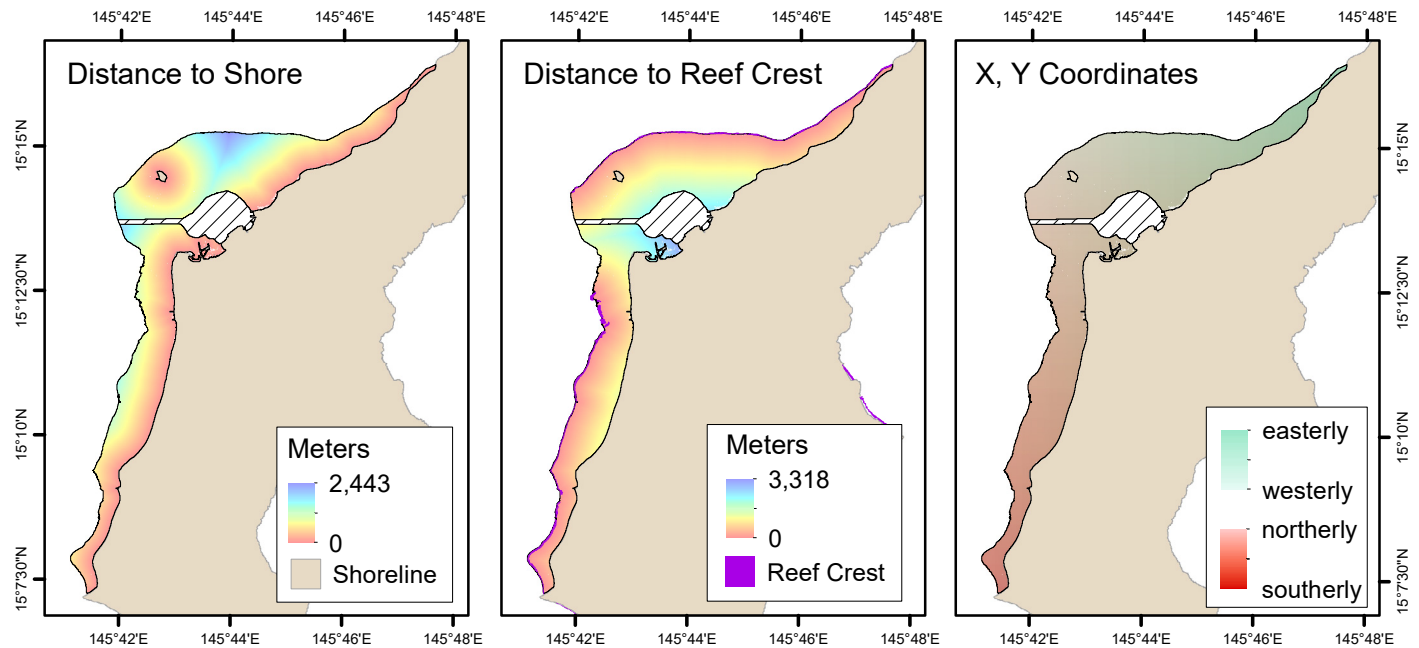 145°42'E 145°44'E 145°46'E 145°48'E 145°42'E 145°44'E 145°46'E 145°48'E 145°42'E 145°44'E 145°46'E 145°48'E
Distance to Shore
Distance to Reef Crest
X, Y Coordinates
15°15'N
15°12'30"N
15°10'N
15°7'30"N
Meters
2,443
0
Shoreline
Meters
3,318
0
Reef Crest
easterly
westerly
northerly
southerly
15°15'N
15°12'30"N
15°10'N
15°7'30"N
145°42'E 145°44'E 145°46'E 145°48'E 145°42'E 145°44'E 145°46'E 145°48'E 145°42'E 145°44'E 145°46'E 145°48'E